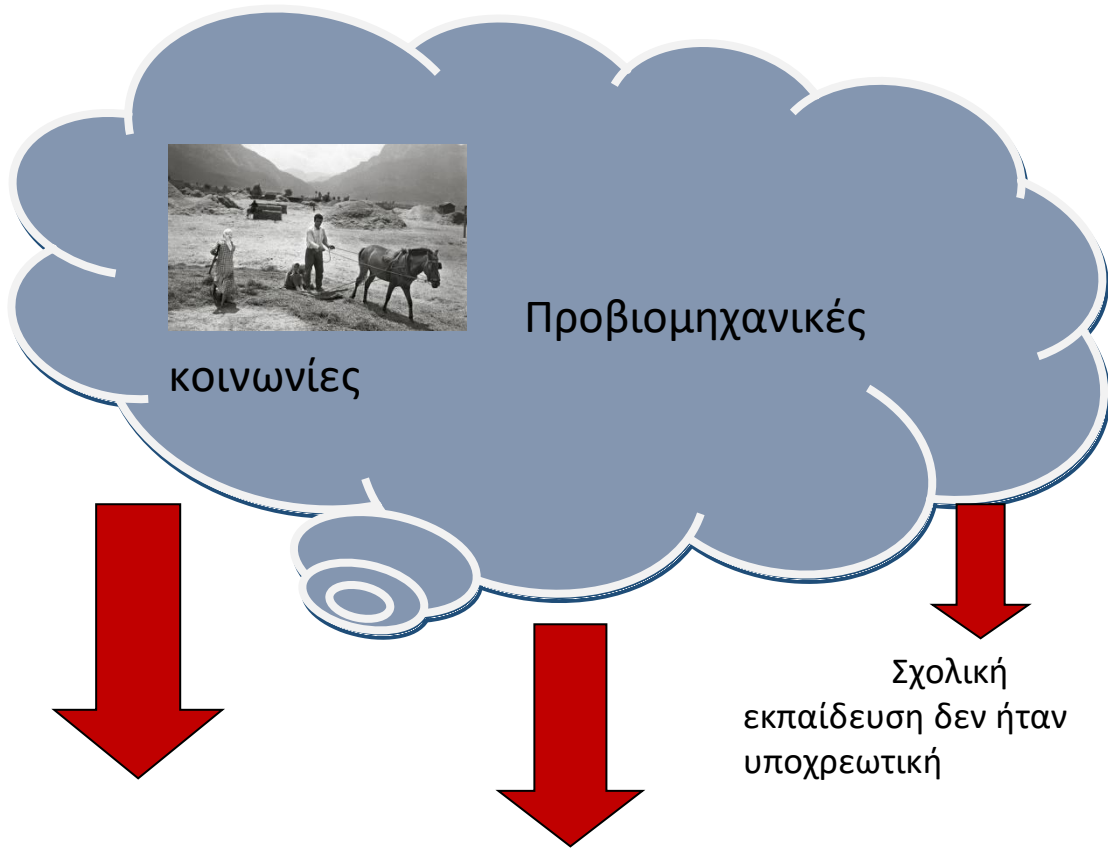 Προβιομηχανικές
κοινωνίες
Σχολική
εκπαίδευση δεν ήταν
υποχρεωτική